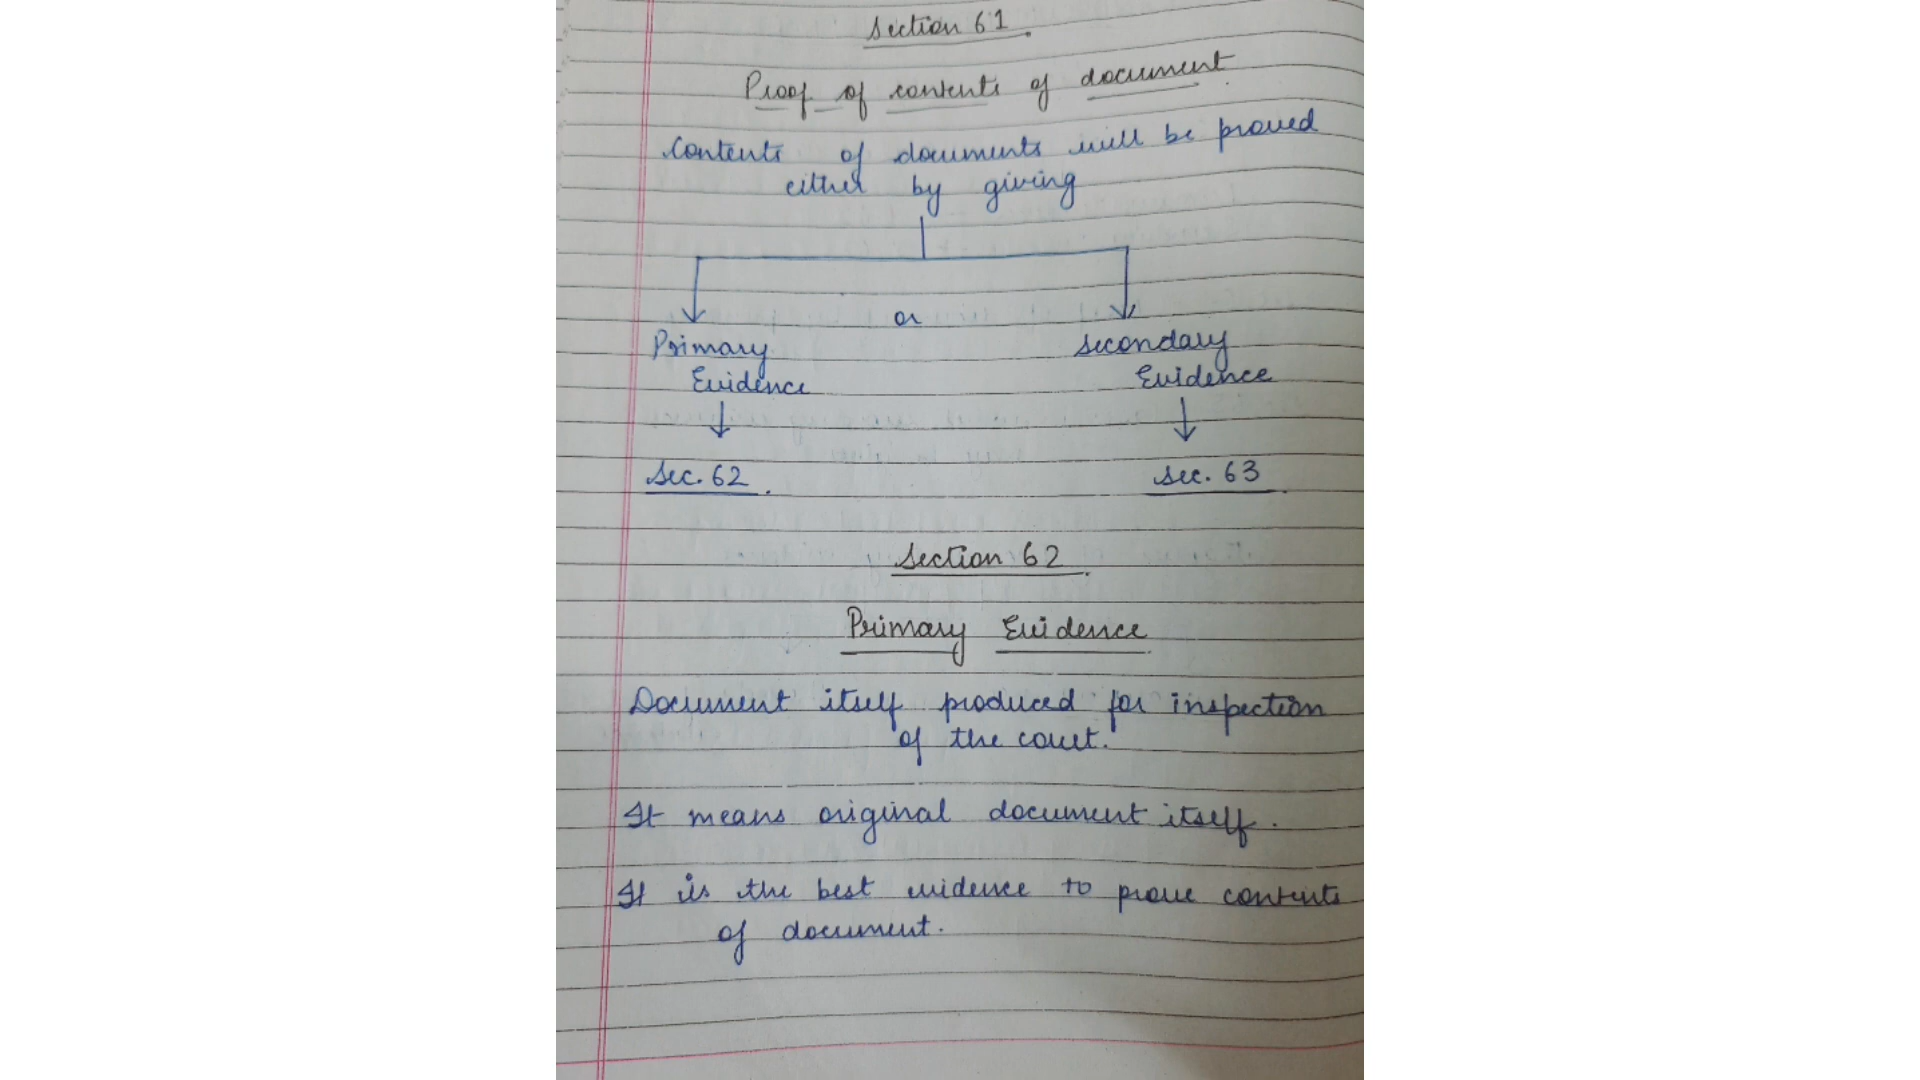 Section 61.
Proof of contents of document
Contents of documents will be proved
either by giving
or
Primary
Evidence
Secondary
Evidence
Sec. 62.
Sec. 63
Section 62.
Primary Evidence
Document itself produced for inspection
of the court.
It means original document itself.
It is the best evidence to prove contents
of document.